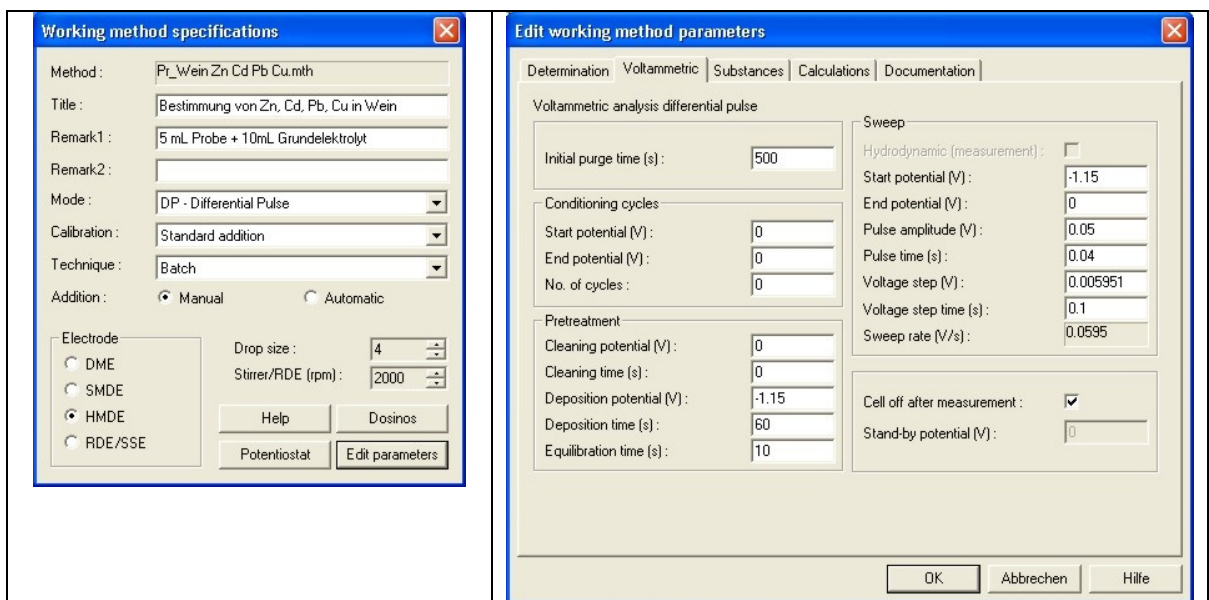 Working method specifications
Method :
Pr_Wein Zn Cd Pb Cu.mth
Title :
Bestimmung von Zn, Cd, Pb, Cu in Wein
Remark1 :
5 mL Probe + 10mL Grundelektrolyt
Remark2 :
Mode :
DP - Differential Pulse
Calibration :
Standard addition
Technique :
Batch
Addition :
Manual
Automatic
Electrode
DME
SMDE
HMDE
RDE/SSE
Drop size :
4
Stirrer/RDE (rpm) :
2000
Help
Dosinos
Potentiostat
Edit parameters
Edit working method parameters
Determination
Voltammetric
Substances
Calculations
Documentation
Voltammetric analysis differential pulse
Initial purge time (s) :
500
Conditioning cycles
Start potential (V) :
0
End potential (V) :
0
No. of cycles :
0
Pretreatment
Cleaning potential (V) :
0
Cleaning time (s) :
0
Deposition potential (V) :
-1.15
Deposition time (s) :
60
Equilibration time (s) :
10
Sweep
Hydrodynamic (measurement) :
Start potential (V) :
-1.15
End potential (V) :
0
Pulse amplitude (V) :
0.05
Pulse time (s) :
0.04
Voltage step (V) :
0.005951
Voltage step time (s) :
0.1
Sweep rate (V/s) :
0.0595
Cell off after measurement :
Stand-by potential (V) :
0
OK
Abbrechen
Hilfe